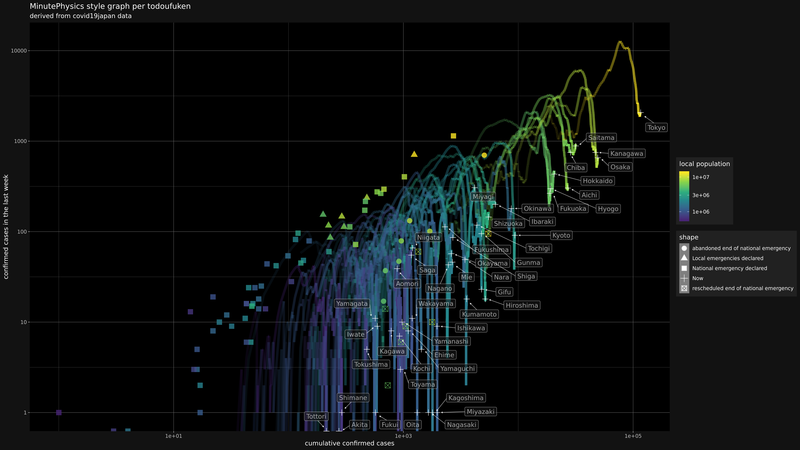 MinutePhysics style graph per todoufuken
derived from covid19japan data
confirmed cases in the last week
10000
1000
100
10
1
1e+01
1e+03
1e+05
cumulative confirmed cases
Tokyo
Saitama
Kanagawa
Chiba
Osaka
Hokkaido
Aichi
Miyagi
Okinawa
Fukuoka
Hyogo
Shizuoka
Ibaraki
Niigata
Kyoto
Fukushima
Tochigi
Saga
Okayama
Gunma
Aomori
Nagano
Mie
Nara
Shiga
Gifu
Yamagata
Wakayama
Hiroshima
Kumamoto
Iwate
Ishikawa
Yamanashi
Kagawa
Ehime
Tokushima
Kochi
Yamaguchi
Toyama
Shimane
Kagoshima
Miyazaki
Tottori
Akita
Fukui
Oita
Nagasaki
local population
1e+07
3e+06
1e+06
shape
abandoned end of national emergency
Local emergencies declared
National emergency declared
Now
rescheduled end of national emergency